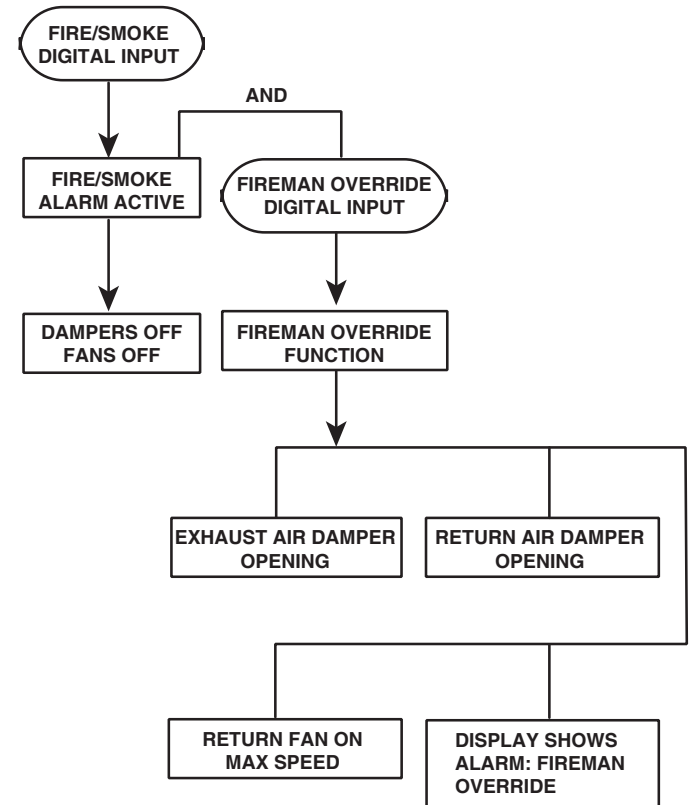 FIRE/SMOKE
DIGITAL INPUT
AND
FIRE/SMOKE
ALARM ACTIVE
FIREMAN OVERRIDE
DIGITAL INPUT
DAMPERS OFF
FANS OFF
FIREMAN OVERRIDE
FUNCTION
EXHAUST AIR DAMPER
OPENING
RETURN AIR DAMPER
OPENING
RETURN FAN ON
MAX SPEED
DISPLAY SHOWS
ALARM: FIREMAN
OVERRIDE